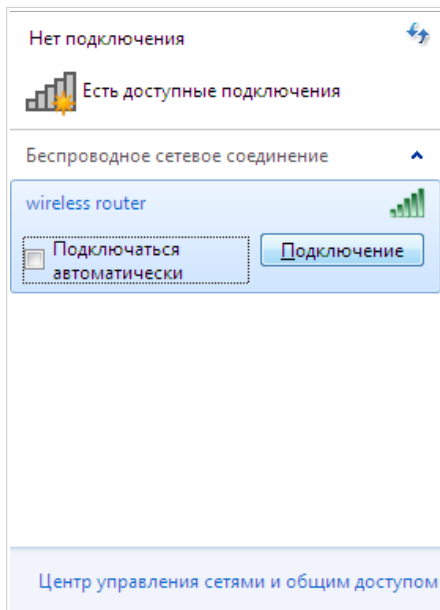 Нет подключения
Есть доступные подключения
Беспроводное сетевое соединение
wireless router
Подключаться
автоматически
Подключение
Центр управления сетями и общим доступом